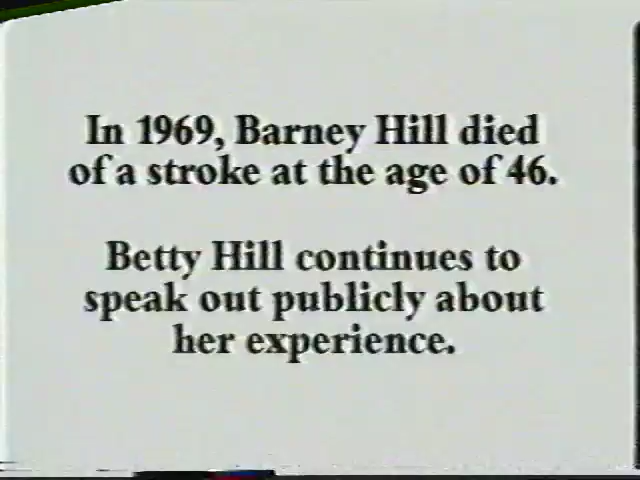 In 1969, Barney Hill died
of a stroke at the age of 46.
Betty Hill continues to
speak out publicly about
her experience.